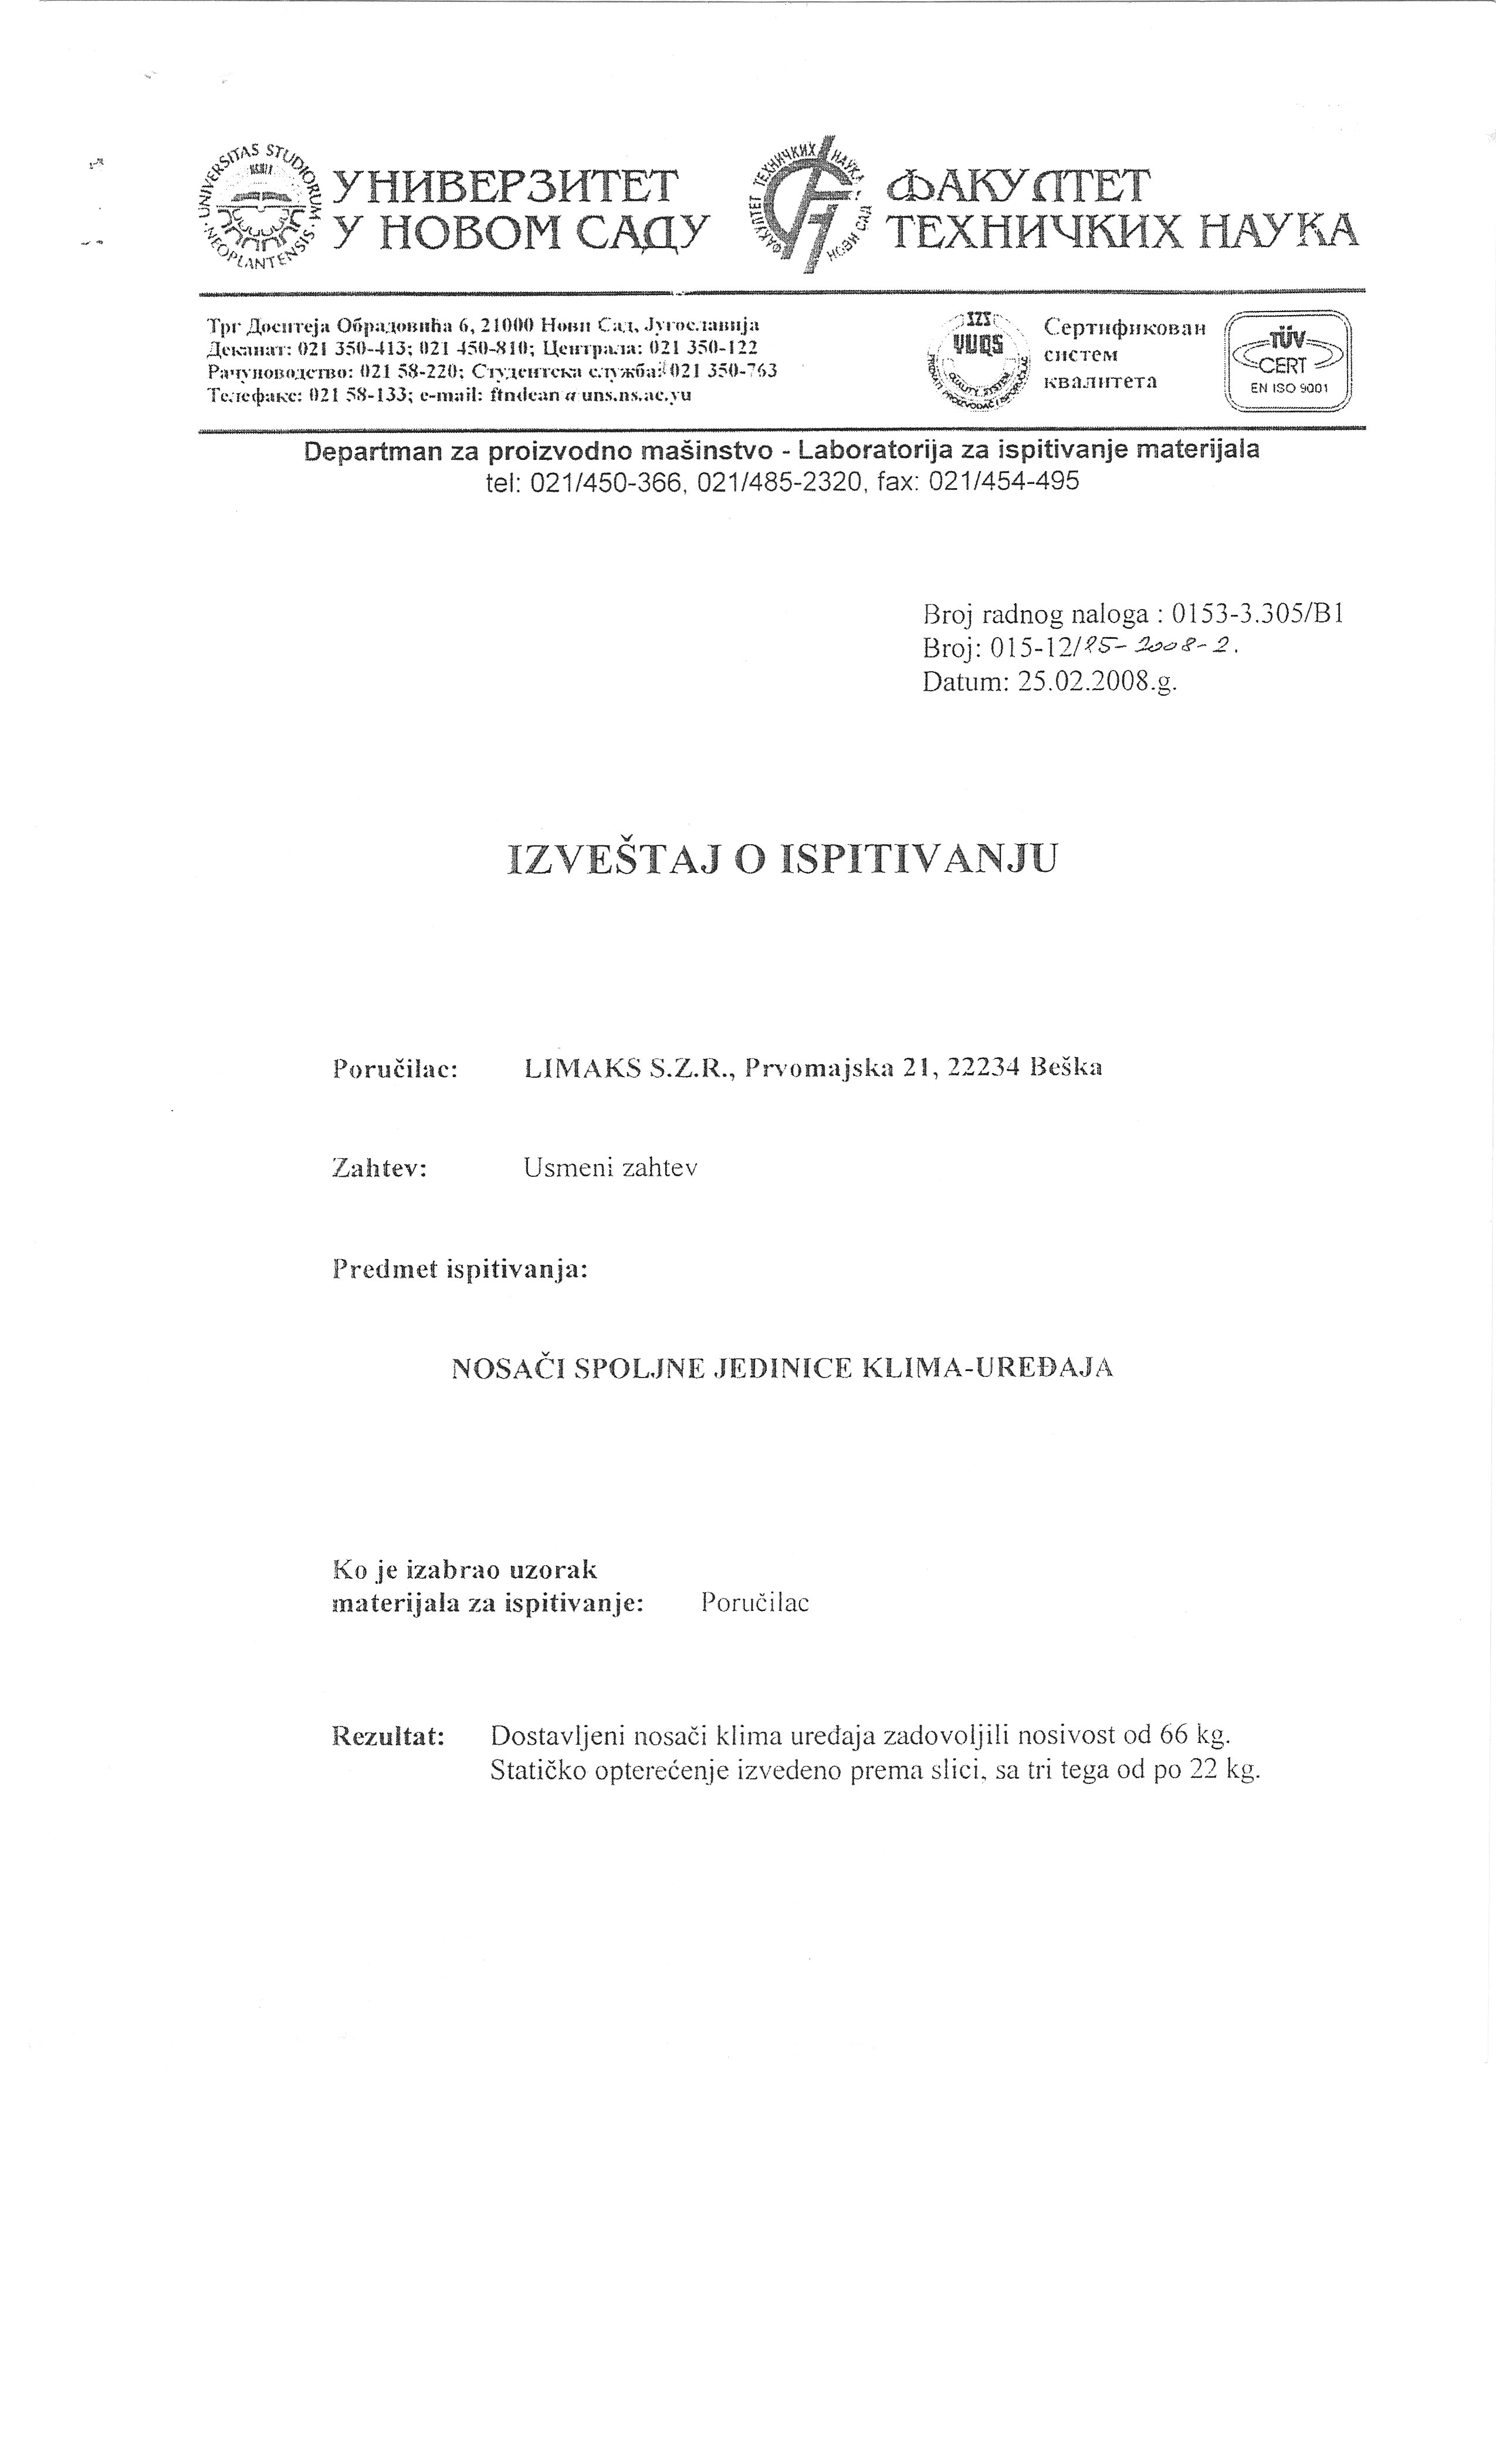 UNIVERSITAS STUDIORUM
NEOPLANTENSIS
УНИВЕРЗИТЕТ
У НОВОМ САДУ
ФАКУЛТЕТ ТЕХНИЧКИХ НАУКА
НОВИ САД
ФАКУЛТЕТ
ТЕХНИЧКИХ НАУКА
Трг Доситеја Обрадовића 6, 21000 Нови Сад, Југославија
Деканат: 021 350-413; 021 450-810; Централа: 021 350-122
Рачуноводство: 021 58-220; Студентска служба: 021 350-763
Телефакс: 021 58-133; e-mail: ftndean@uns.ns.ac.yu
SZS
YUQS
QUALITY SYSTEM
Сертификован
систем
квалитета
TÜV
CERT
EN ISO 9001
Departman za proizvodno mašinstvo - Laboratorija za ispitivanje materijala
tel: 021/450-366, 021/485-2320, fax: 021/454-495
Broj radnog naloga : 0153-3.305/B1
Broj: 015-12/ -2008-2.
Datum: 25.02.2008.g.
IZVEŠTAJ O ISPITIVANJU
Poručilac: LIMAKS S.Z.R., Prvomajska 21, 22234 Beška
Zahtev: Usmeni zahtev
Predmet ispitivanja:
NOSAČI SPOLJNE JEDINICE KLIMA-UREĐAJA
Ko je izabrao uzorak
materijala za ispitivanje: Poručilac
Rezultat: Dostavljeni nosači klima uređaja zadovoljili nosivost od 66 kg.
Statičko opterećenje izvedeno prema slici, sa tri tega od po 22 kg.